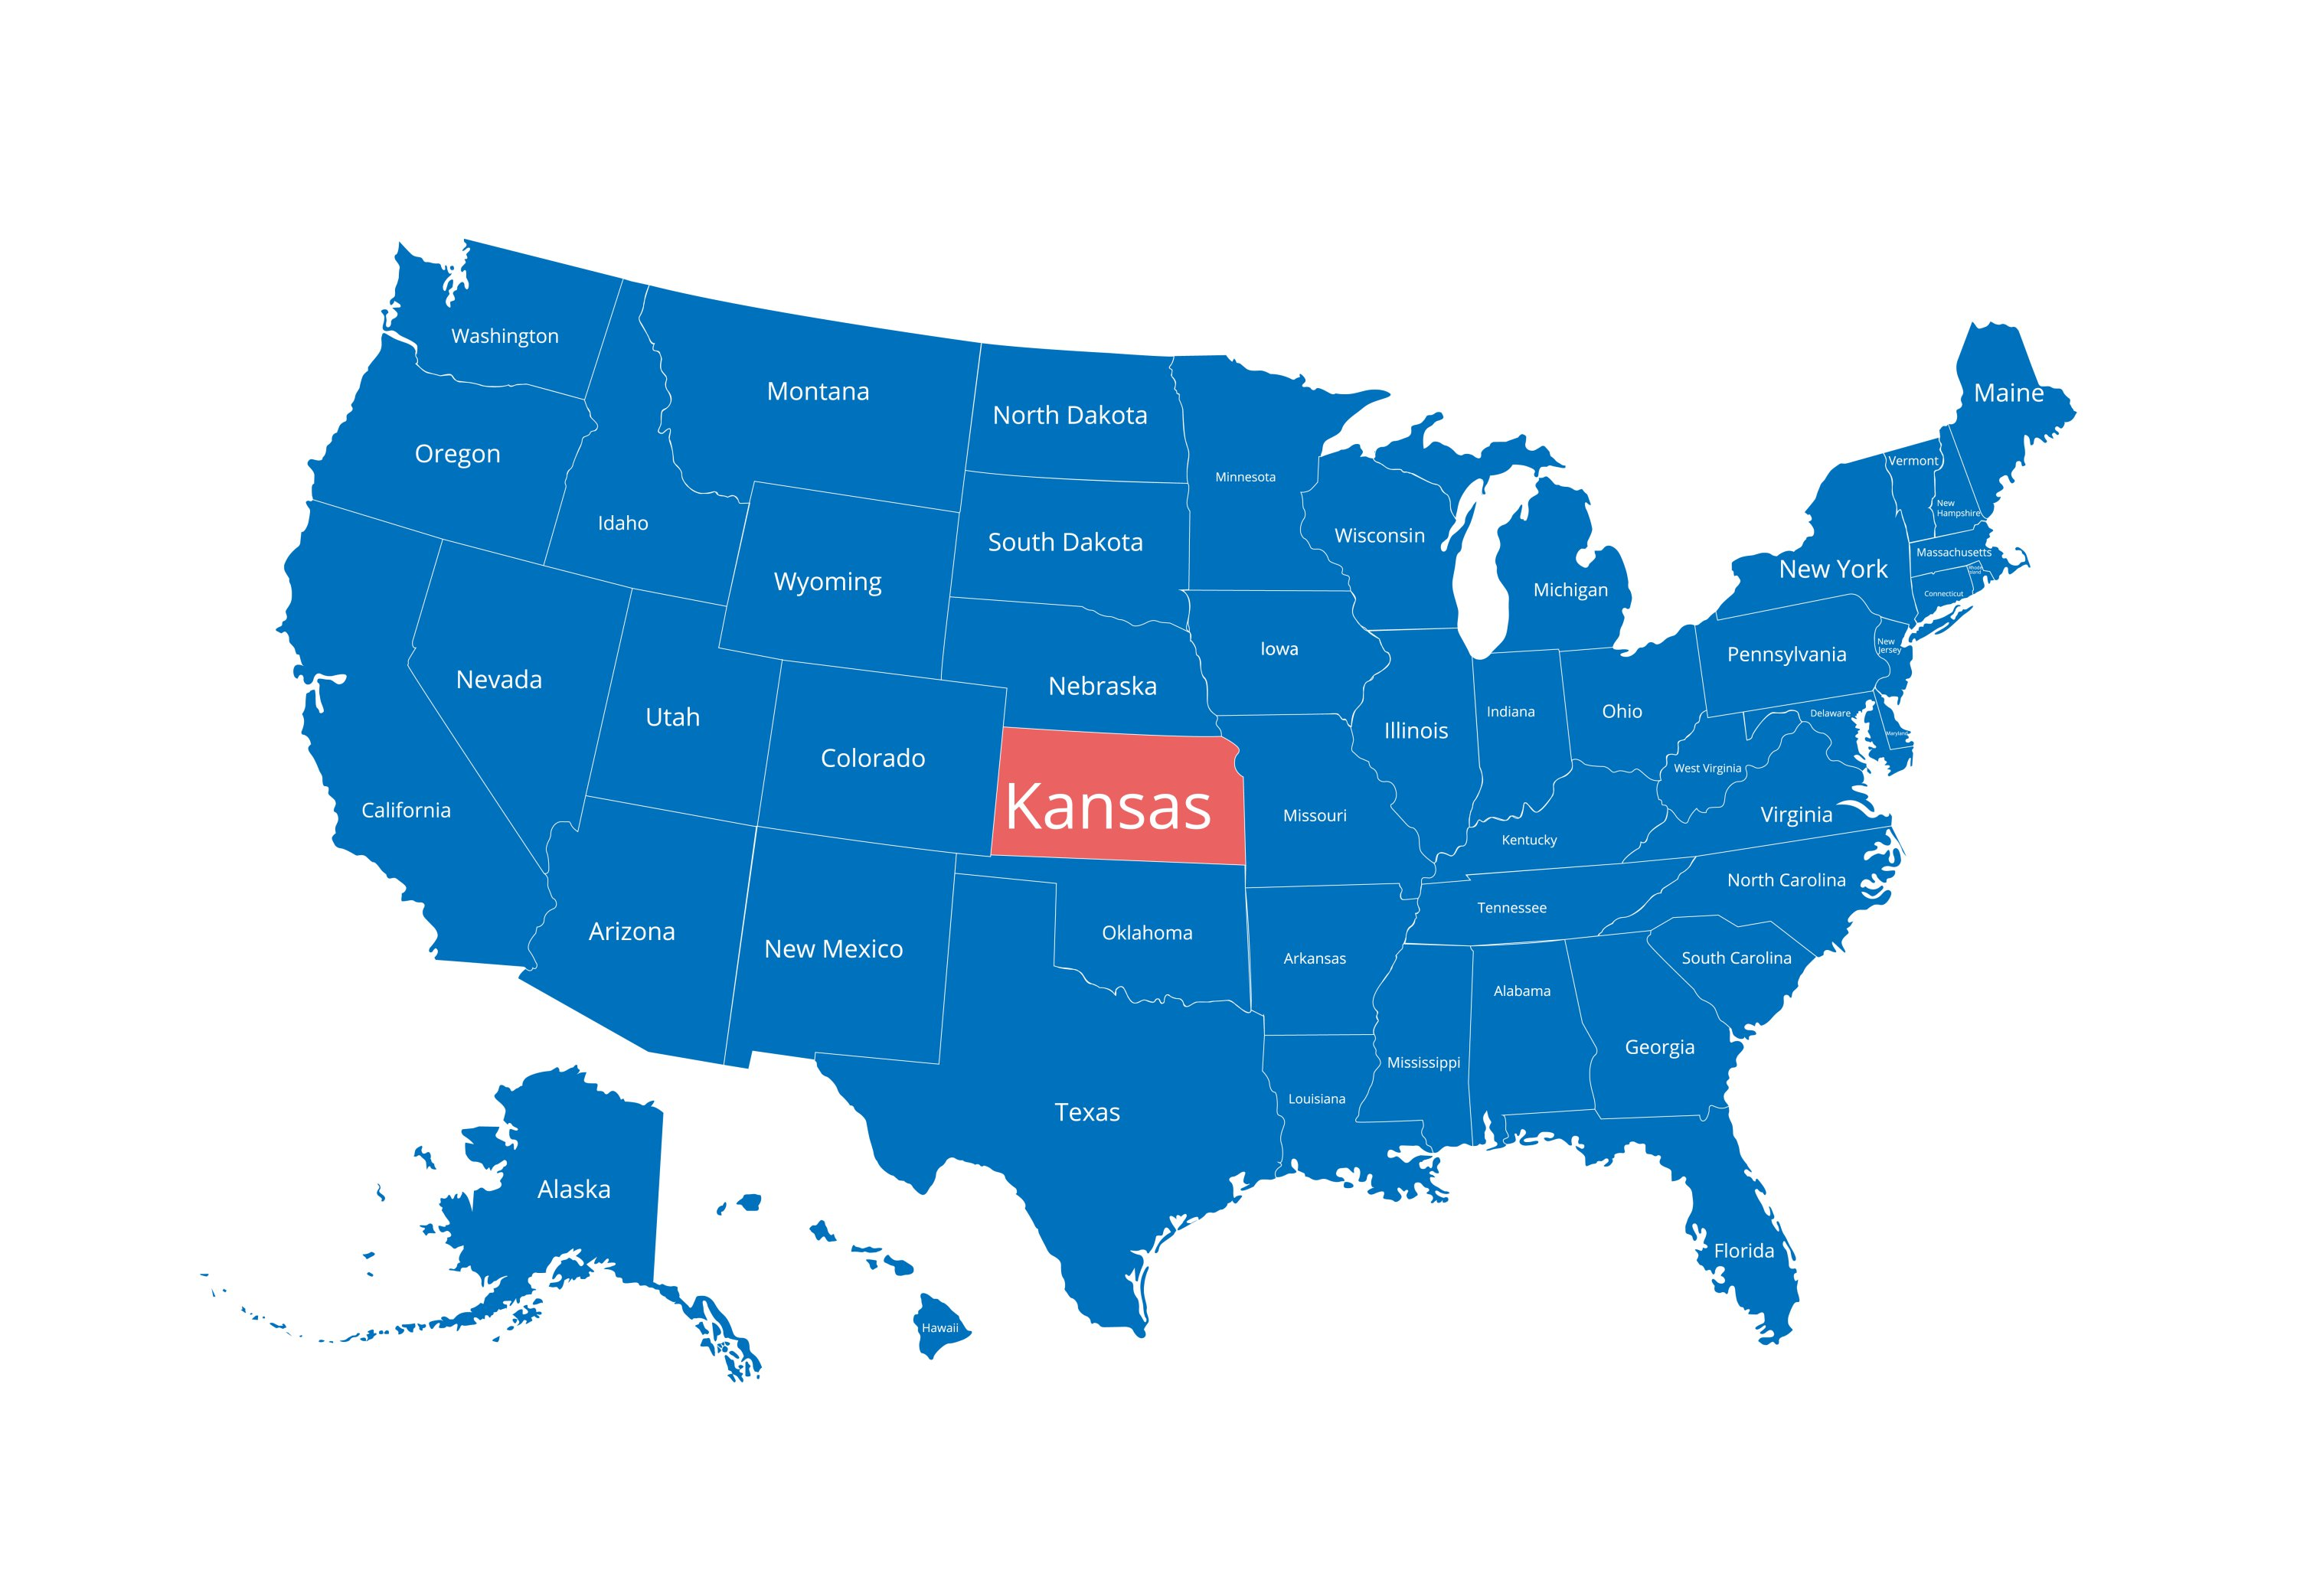 Washington
Montana
North Dakota
Minnesota
Maine
Oregon
Idaho
Vermont
New
Hampshire
Wisconsin
South Dakota
Wyoming
Michigan
New York
Massachusetts
Rhode
Island
Connecticut
Nevada
Utah
Nebraska
Iowa
Pennsylvania
New
Jersey
Colorado
Kansas
Illinois
Indiana
Ohio
Delaware
Maryland
West Virginia
Virginia
California
Missouri
Kentucky
North Carolina
Arizona
New Mexico
Oklahoma
Arkansas
Tennessee
South Carolina
Alabama
Georgia
Mississippi
Louisiana
Texas
Alaska
Florida
Hawaii